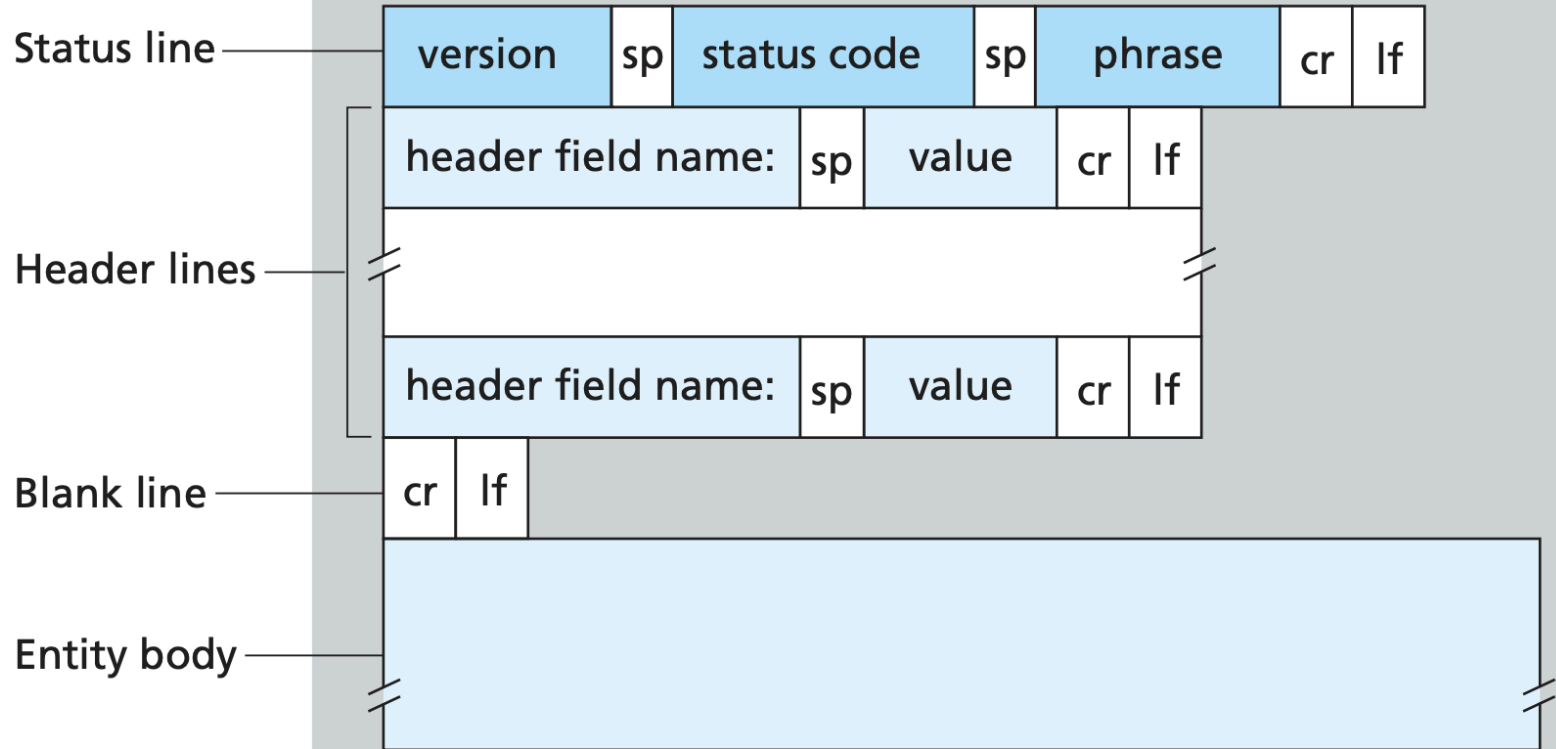 Status line version sp status code sp phrase cr lf
header field name: sp value cr lf
Header lines
header field name: sp value cr lf
Blank line cr lf
Entity body